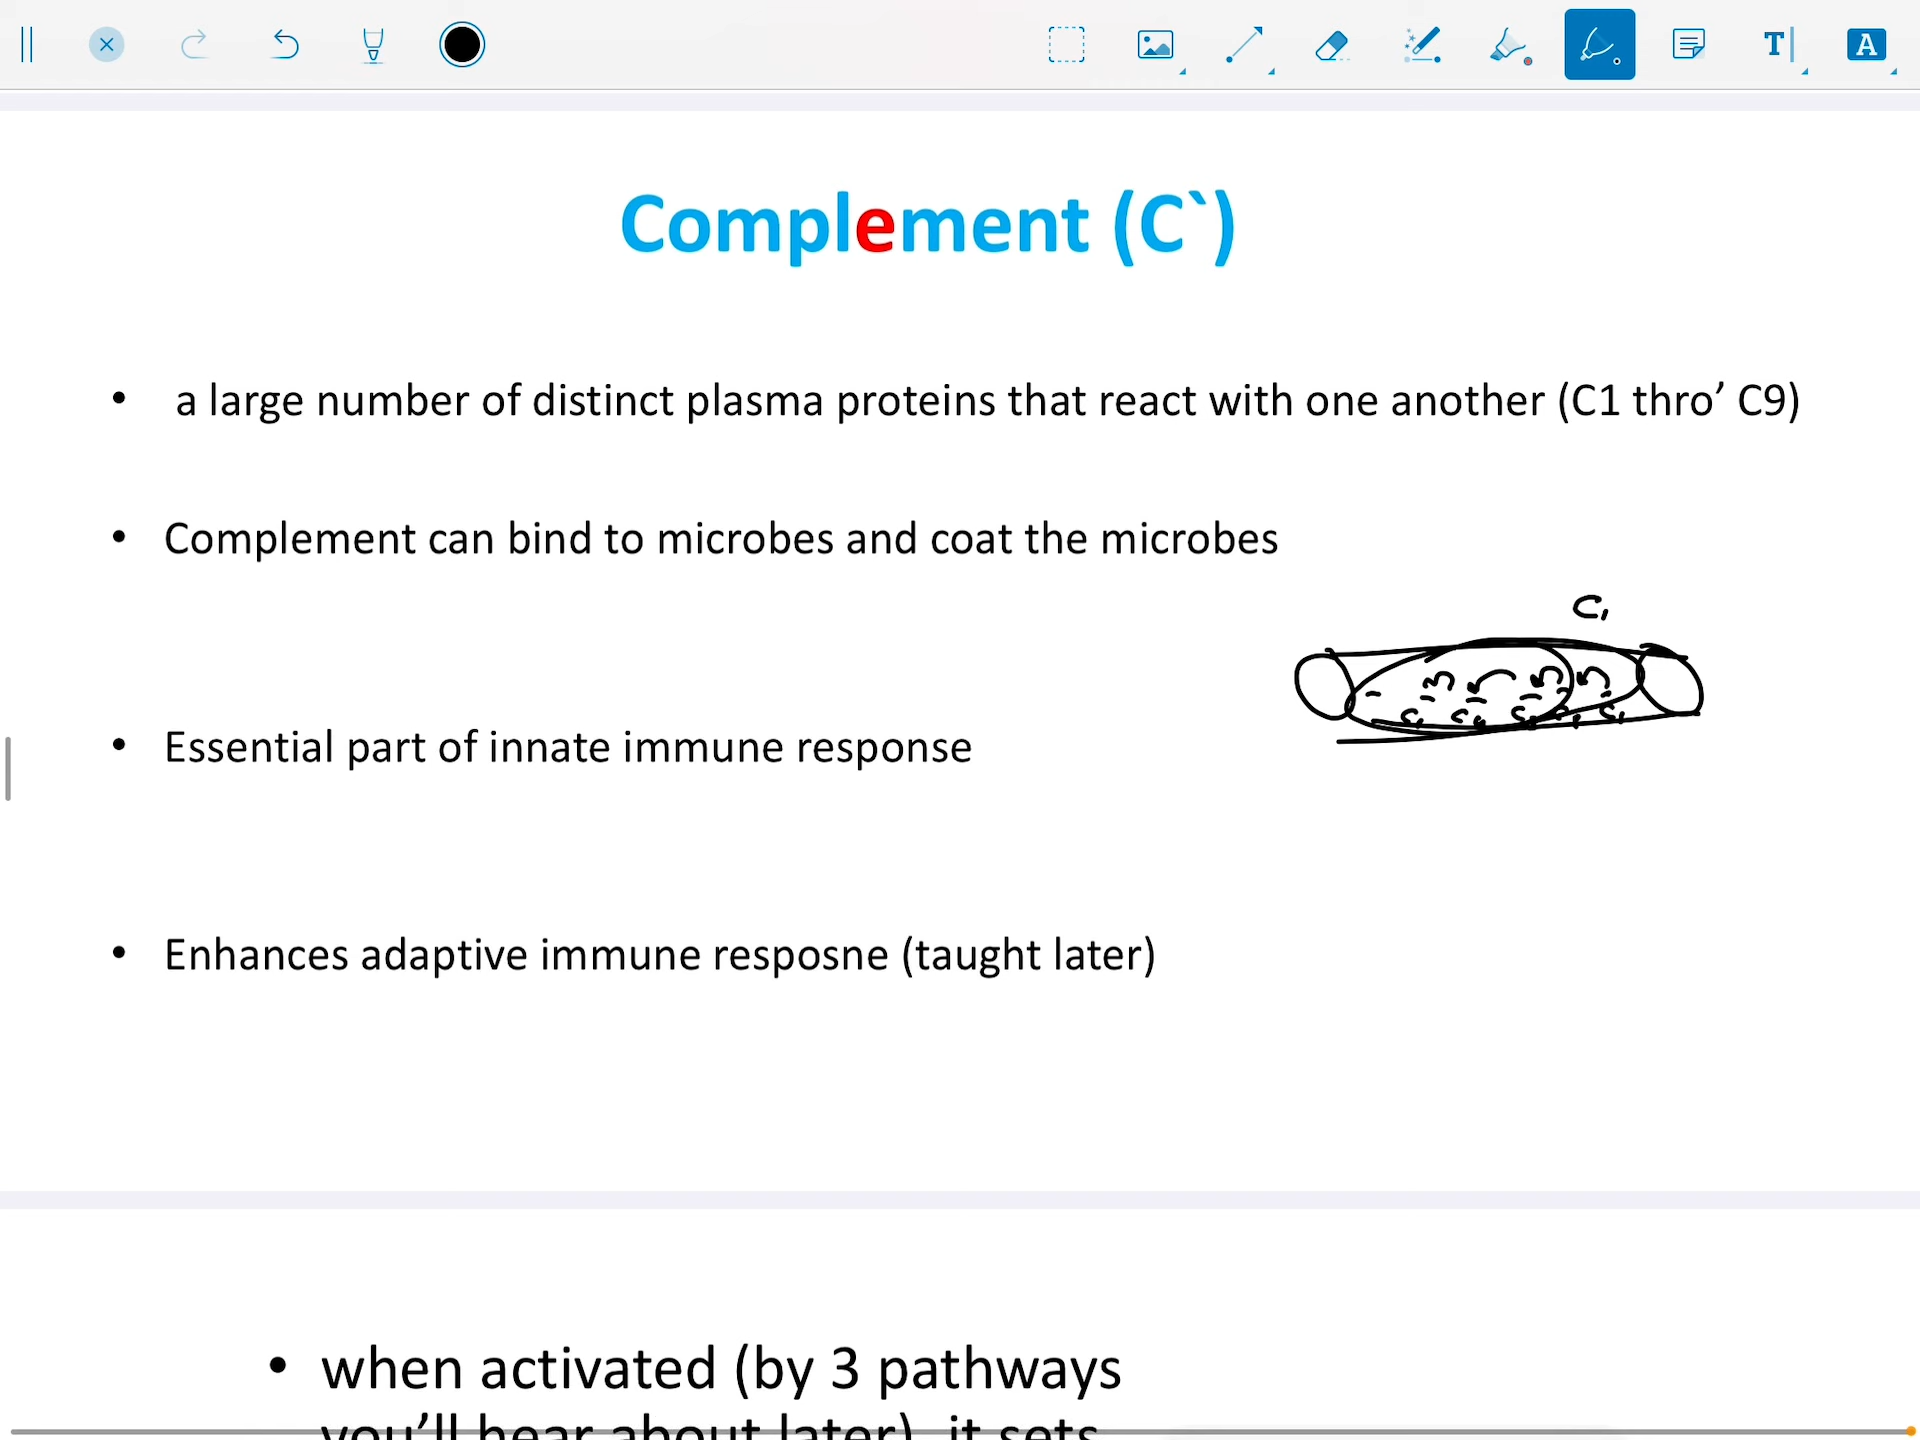 T
A
Complement (C`)
• a large number of distinct plasma proteins that react with one another (C1 thro’ C9)
• Complement can bind to microbes and coat the microbes
C1
• Essential part of innate immune response
• Enhances adaptive immune resposne (taught later)
• when activated (by 3 pathways
you’ll hear about later), it sets